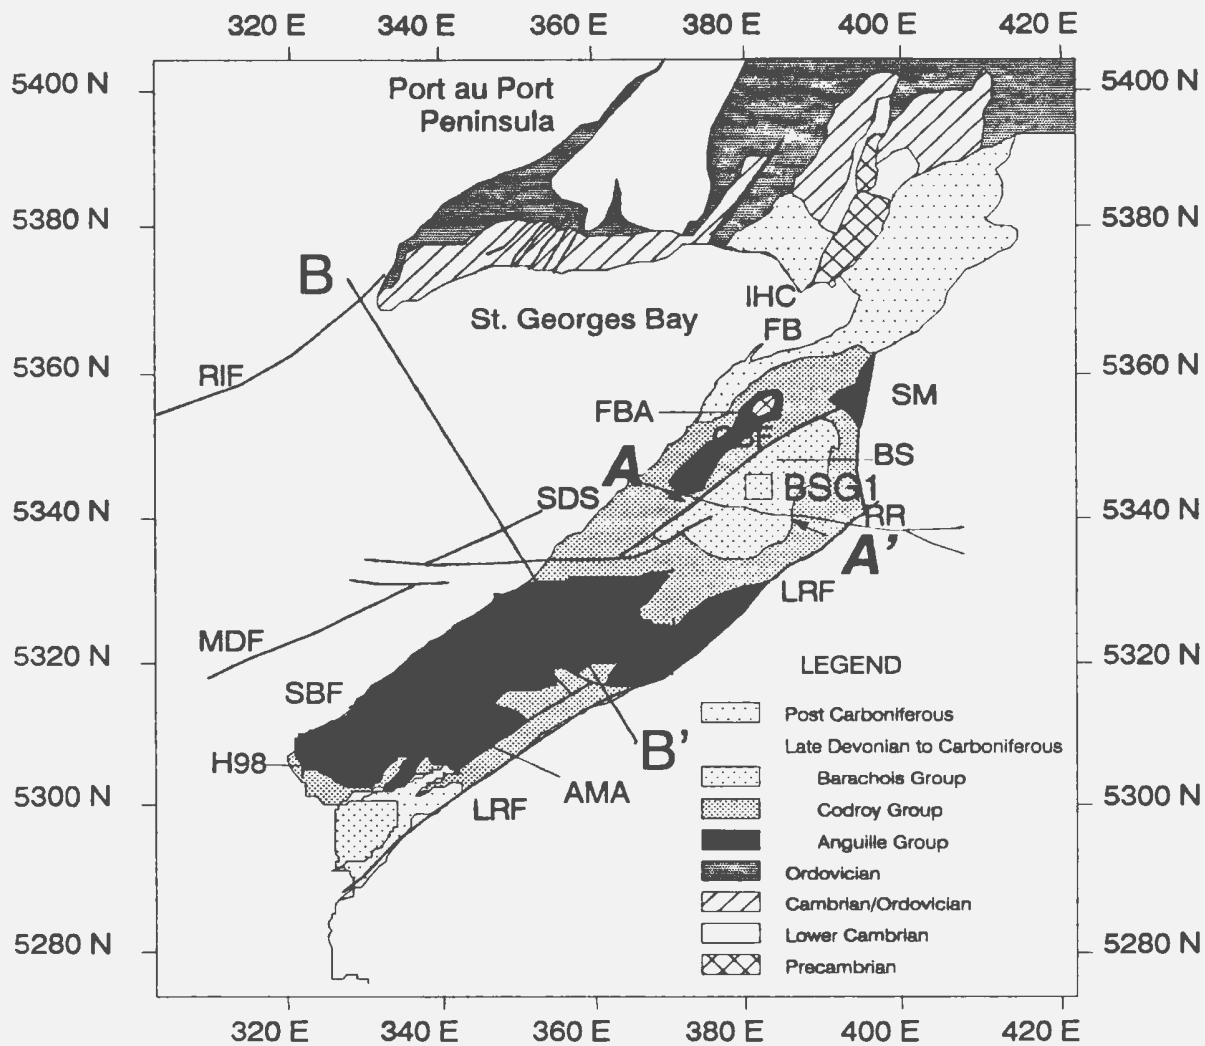 320 E 340 E 360 E 380 E 400 E 420 E
5400 N
5400 N
Port au Port
Peninsula
5380 N
5380 N
B
IHC
St. Georges Bay
FB
5360 N
5360 N
RIF
SM
FBA
A
BS
BSG1
SDS
5340 N
5340 N
RR
A'
LRF
MDF
5320 N
5320 N
LEGEND
SBF
Post Carboniferous
B'
Late Devonian to Carboniferous
H98
Barachois Group
AMA
5300 N
5300 N
LRF
Codroy Group
Anguille Group
Ordovician
Cambrian/Ordovician
Lower Cambrian
5280 N
5280 N
Precambrian
320 E 340 E 360 E 380 E 400 E 420 E